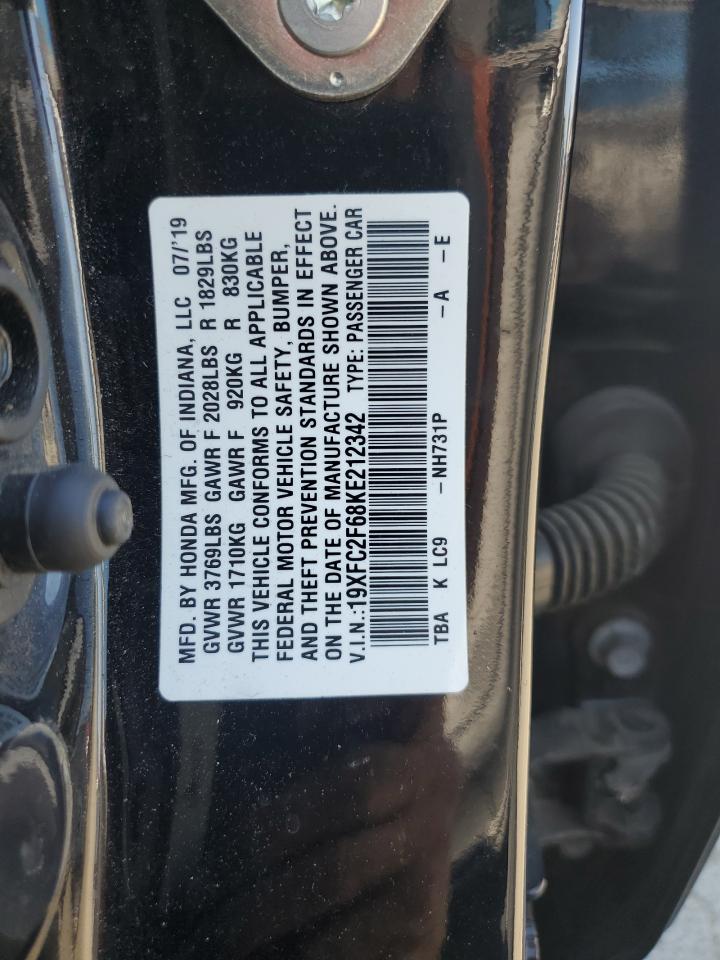 MFD. BY HONDA MFG. OF INDIANA, LLC 07/'19
GVWR 3769LBS GAWR F 2028LBS R 1829LBS
GVWR 1710KG GAWR F 920KG R 830KG
THIS VEHICLE CONFORMS TO ALL APPLICABLE
FEDERAL MOTOR VEHICLE SAFETY, BUMPER,
AND THEFT PREVENTION STANDARDS IN EFFECT
ON THE DATE OF MANUFACTURE SHOWN ABOVE.
V.I.N.:19XFC2F68KE212342 TYPE: PASSENGER CAR
TBA K LC9 –NH731P –A –E